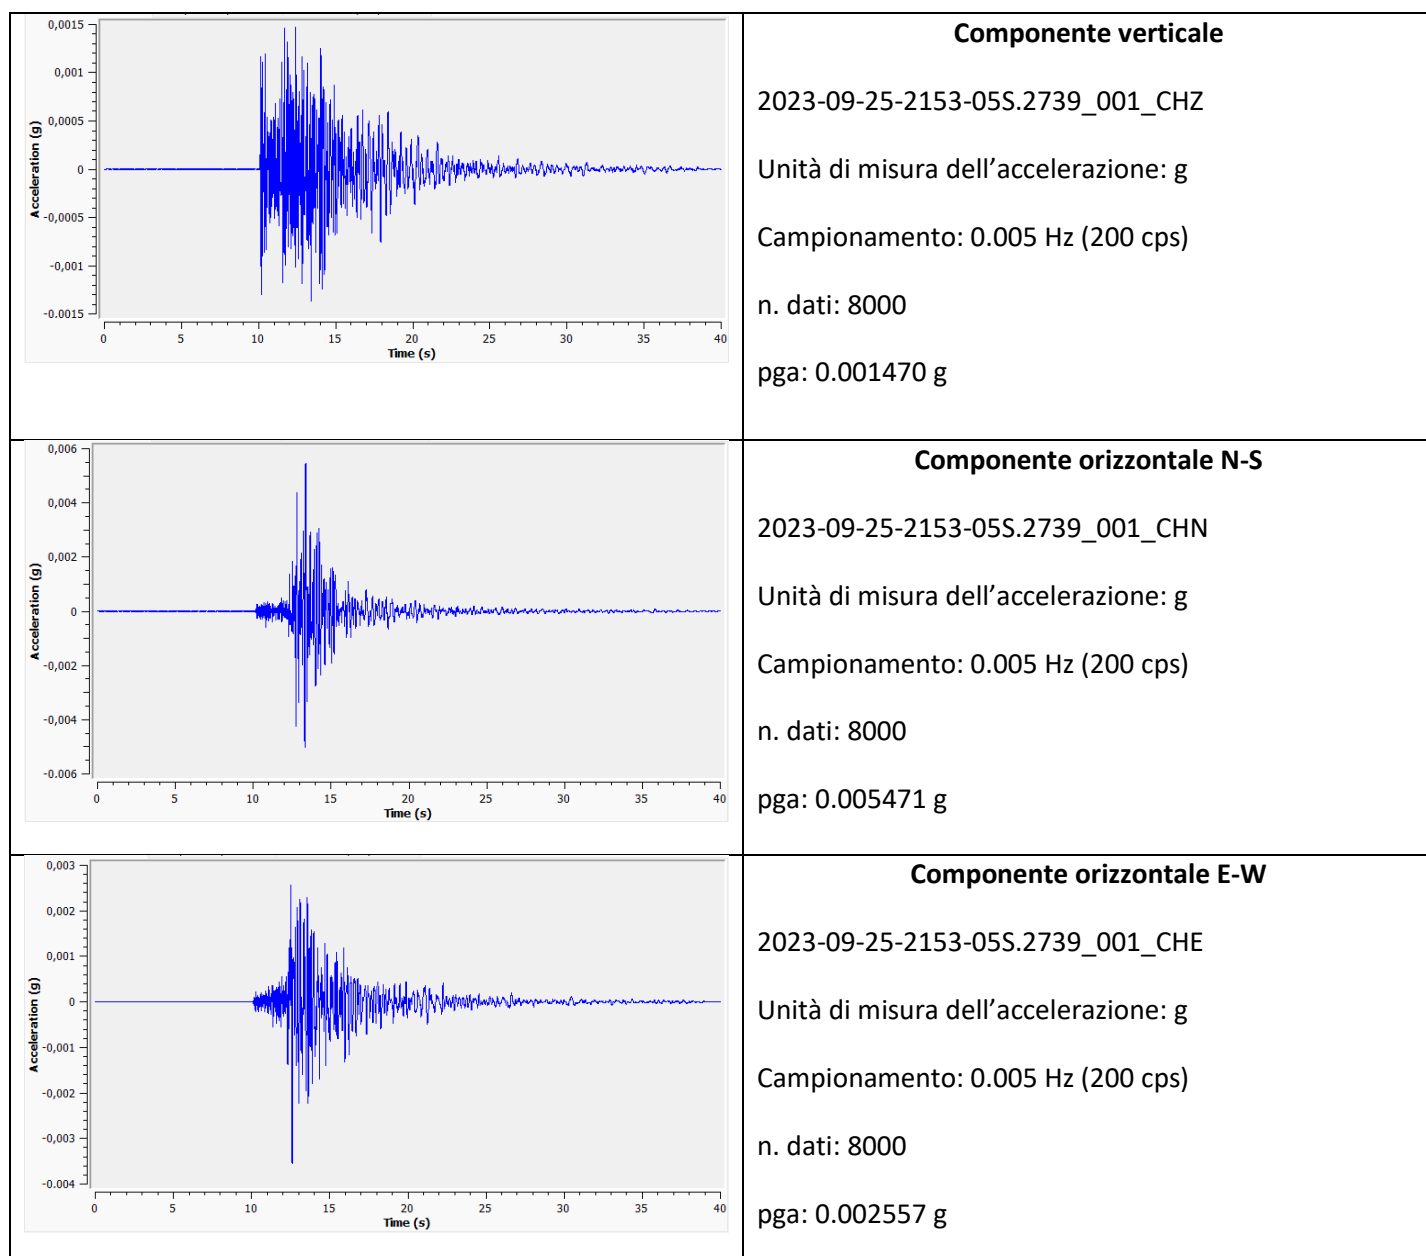 0,0015
0,001
0,0005
0
-0,0005
-0,001
-0.0015
Acceleration (g)
0 5 10 15 20 25 30 35 40
Time (s)
Componente verticale
2023-09-25-2153-05S.2739_001_CHZ
Unità di misura dell’accelerazione: g
Campionamento: 0.005 Hz (200 cps)
n. dati: 8000
pga: 0.001470 g
0,006
0,004
0,002
0
-0,002
-0,004
-0.006
Acceleration (g)
0 5 10 15 20 25 30 35 40
Time (s)
Componente orizzontale N-S
2023-09-25-2153-05S.2739_001_CHN
Unità di misura dell’accelerazione: g
Campionamento: 0.005 Hz (200 cps)
n. dati: 8000
pga: 0.005471 g
0,003
0,002
0,001
0
-0,001
-0,002
-0,003
-0.004
Acceleration (g)
0 5 10 15 20 25 30 35 40
Time (s)
Componente orizzontale E-W
2023-09-25-2153-05S.2739_001_CHE
Unità di misura dell’accelerazione: g
Campionamento: 0.005 Hz (200 cps)
n. dati: 8000
pga: 0.002557 g